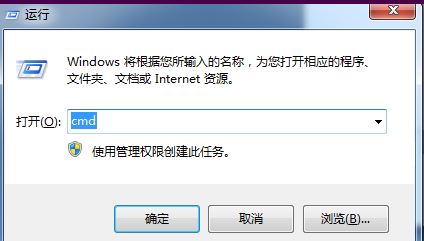 运行
Windows 将根据您所输入的名称，为您打开相应的程序、
文件夹、文档或 Internet 资源。
打开(O): cmd
使用管理权限创建此任务。
确定 取消 浏览(B)...